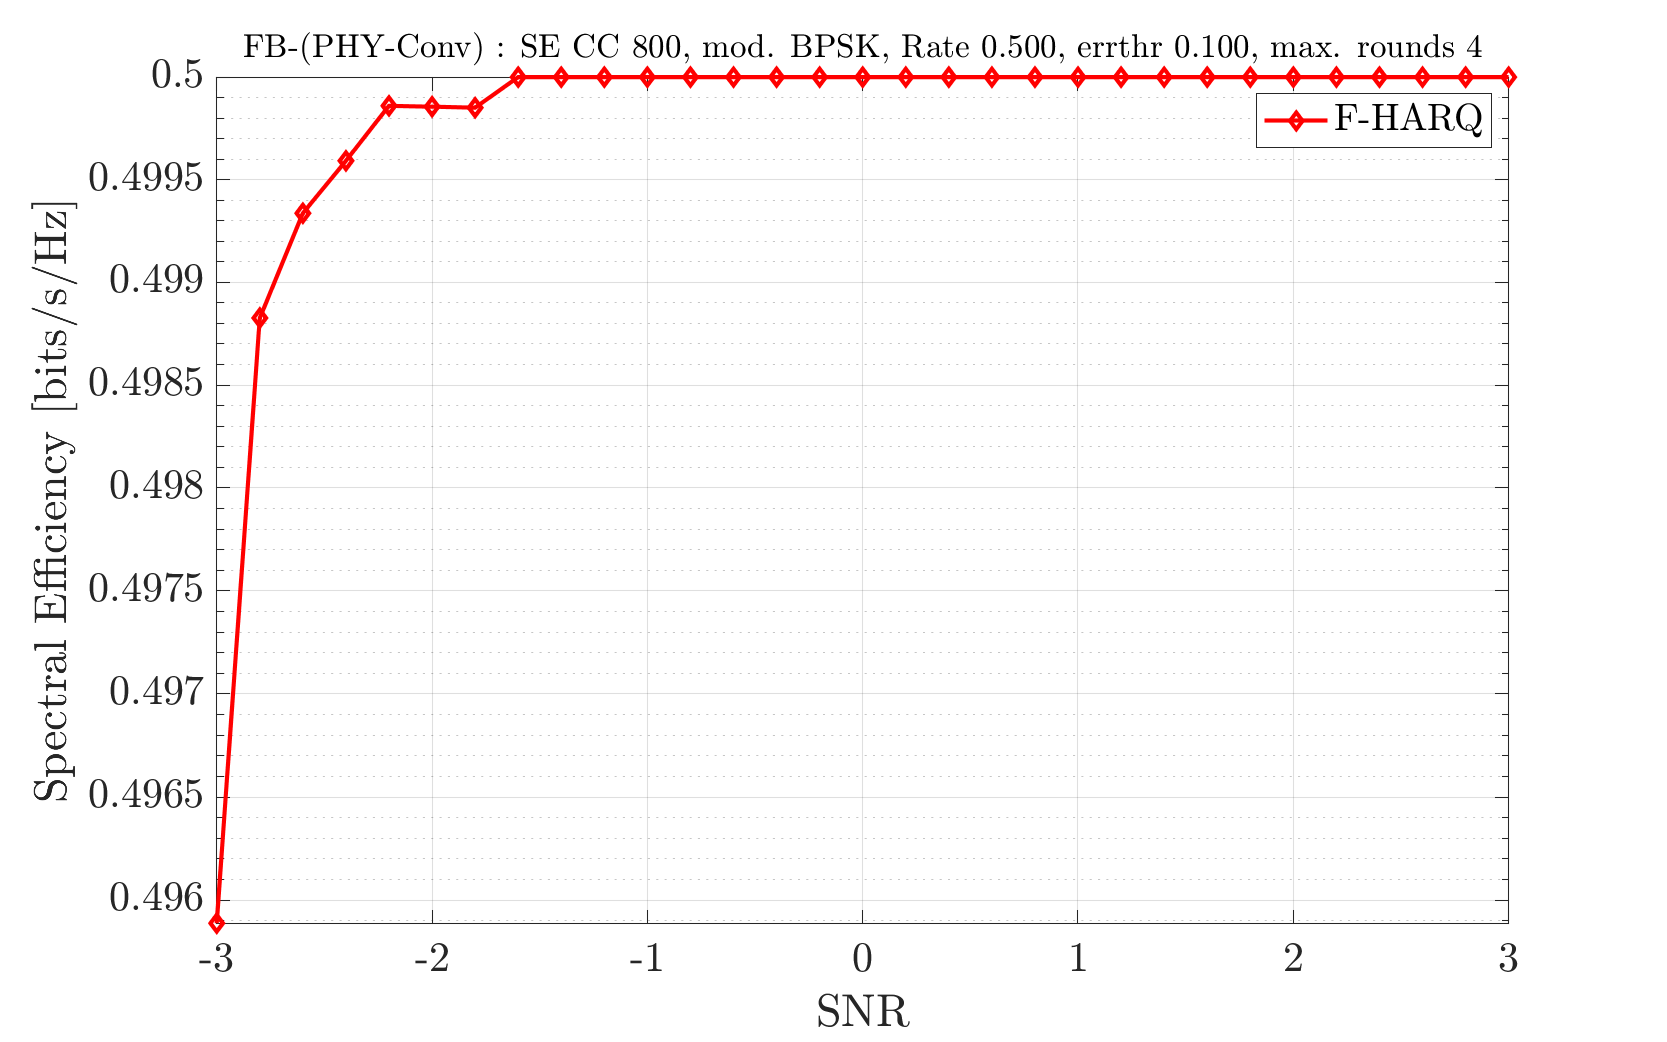 FB-(PHY-Conv) : SE CC 800, mod. BPSK, Rate 0.500, errthr 0.100, max. rounds 4
0.5
F-HARQ
0.4995
0.499
0.4985
0.498
0.4975
0.497
0.4965
0.496
Spectral Efficiency [bits/s/Hz]
-3 -2 -1 0 1 2 3
SNR